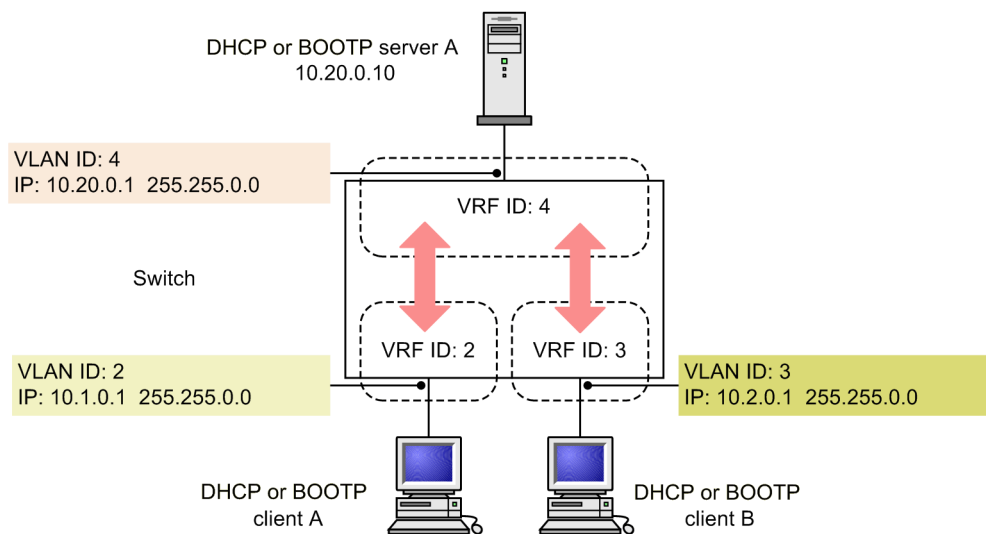 DHCP or BOOTP server A
10.20.0.10
VLAN ID: 4
IP: 10.20.0.1 255.255.0.0
VRF ID: 4
Switch
VRF ID: 2
VRF ID: 3
VLAN ID: 2
IP: 10.1.0.1 255.255.0.0
VLAN ID: 3
IP: 10.2.0.1 255.255.0.0
DHCP or BOOTP
client A
DHCP or BOOTP
client B